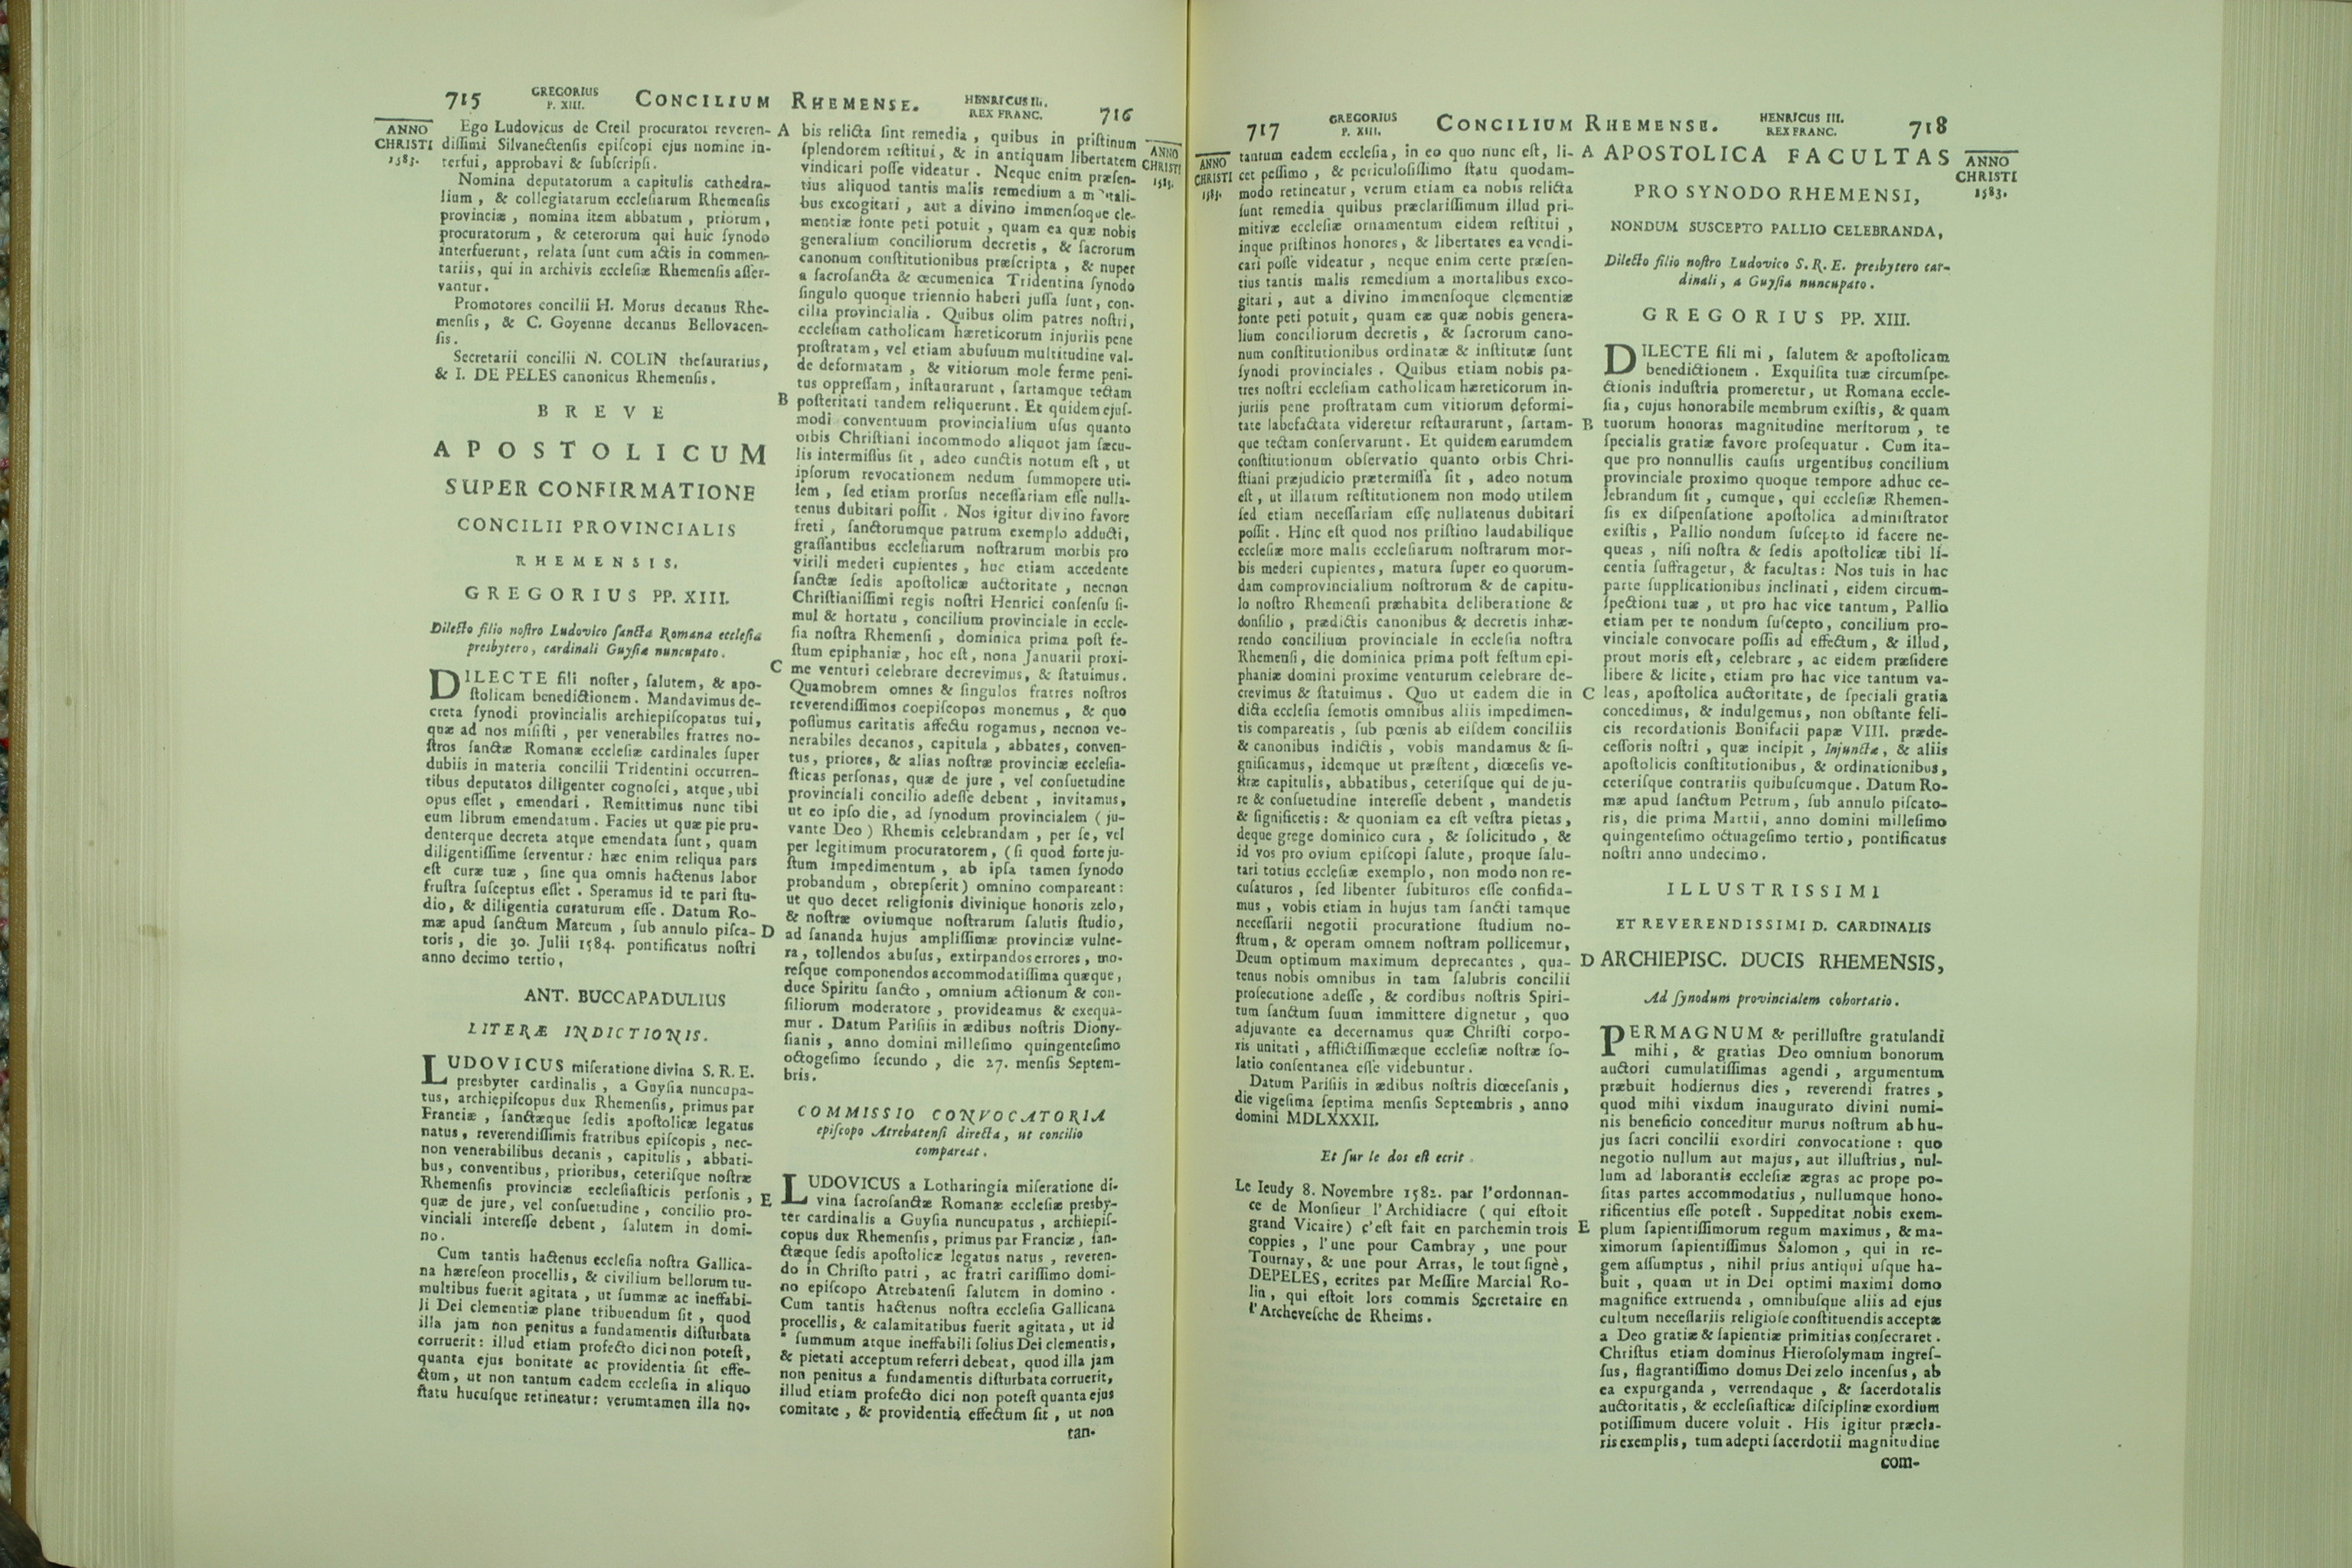 715
GREGORIUS
P. XIII.
CONCILIUM RHEMENSE.
HENRICUS III.
REX FRANC.
716
ANNO
CHRISTI
1583.
Ego Ludovicus de Creil procurator reveren-
dissimi Silvanectensis episcopi ejus nomine in-
terfui, approbavi & subscripsi.
Nomina deputatorum a capitulis cathedra-
lium, & collegiatarum ecclesiarum Rhemensis
provinciæ, nomina item abbatum, priorum,
procuratorum, & ceterorum qui huic synodo
interfuerunt, relata sunt cum actis in commen-
tariis, qui in archivis ecclesiæ Rhemensis asser-
vantur.
Promotores concilii H. Morus decanus Rhe-
mensis, & C. Goyenne decanus Bellovacen-
sis.
Secretarii concilii N. COLIN thesaurarius,
& I. DE PELES canonicus Rhemensis.
BREVE
APOSTOLICUM
SUPER CONFIRMATIONE
CONCILII PROVINCIALIS
RHEMENSIS.
GREGORIUS PP. XIII.
Dilecto filio nostro Ludovico sancta Romana ecclesia
presbytero, cardinali Guysia nuncupato.
DILECTE fili noster, salutem, & apo-
stolicam benedictionem. Mandavimus de-
creta synodi provincialis archiepiscopatus tui,
quæ ad nos misisti, per venerabiles fratres no-
stros sanctæ Romanæ ecclesiæ cardinales super
dubiis in materia concilii Tridentini occurren-
tibus deputatos diligenter cognosci, atque, ubi
opus esset, emendari. Remittimus nunc tibi
eum librum emendatum. Facies ut quæ pie pru-
denterque decreta atque emendata sunt, quam
diligentissime serventur: hæc enim reliqua pars
est curæ tuæ, sine qua omnis hactenus labor
frustra susceptus esset. Speramus id te pari stu-
dio, & diligentia curaturum esse. Datum Ro-
mæ apud sanctum Marcum, sub annulo pisca-
toris, die 30. Julii 1584. pontificatus nostri
anno decimo tertio,
ANT. BUCCAPADULIUS
LITERÆ INDICTIONIS.
LUDOVICUS miseratione divina S. R. E.
presbyter cardinalis, a Guysia nuncupa-
tus, archiepiscopus dux Rhemensis, primus par
Franciæ, sanctæque sedis apostolicæ legatus
natus, reverendissimis fratribus episcopis, nec-
non venerabilibus decanis, capitulis, abbati-
bus, conventibus, prioribus, ceterisque nostræ
Rhemensis provinciæ ecclesiasticis personis,
quæ de jure, vel consuetudine, concilio pro-
vinciali interesse debent, salutem in domi-
no.
Cum tantis hactenus ecclesia nostra Gallica-
na hæreseon procellis, & civilium bellorum tu-
multibus fuerit agitata, ut summæ ac ineffabi-
li Dei clementiæ plane tribuendum sit, quod
illa jam non penitus a fundamentis disturbata
corruerit: illud etiam profecto dici non potest,
quanta ejus bonitate ac providentia sit effe-
ctum, ut non tantum eadem ecclesia in aliquo
statu hucusque retineatur: verumtamen illa no-
A
B
C
D
E
bis relicta sint remedia, quibus in pristinum
splendorem restitui, & in antiquam libertatem
vindicari posse videatur. Neque enim præsen-
tius aliquod tantis malis remedium a
bus excogitari, aut a divino immensoque cle-
mentiæ fonte peti potuit, quam ea quæ nobis
generalium conciliorum decretis, & sacrorum
canonum constitutionibus præscripta, & nuper
a sacrosancta & œcumenica Tridentina synodo
singulo quoque triennio haberi jussa sunt, con-
cilia provincialia. Quibus olim patres nostri,
ecclesiam catholicam hæreticorum injuriis pene
prostratam, vel etiam abusuum multitudine val-
de deformatam, & vitiorum mole ferme peni-
tus oppressam, instaurarunt, sartamque tectam
posteritati tandem reliquerunt. Et quidem ejus-
modi conventuum provincialium usus quanto
orbis Christiani incommodo aliquot jam sæcu-
lis intermissus sit, adeo cunctis notum est, ut
ipsorum revocationem nedum summopere uti-
lem, sed etiam prorsus necessariam esse nulla-
tenus dubitari possit. Nos igitur divino favore
freti, sanctorumque patrum exemplo adducti,
grassantibus ecclesiarum nostrarum morbis pro
virili mederi cupientes, huc etiam accedente
sanctæ sedis apostolicæ auctoritate, necnon
Christianissimi regis nostri Henrici consensu si-
mul & hortatu, concilium provinciale in eccle-
sia nostra Rhemensi, dominica prima post fe-
stum epiphaniæ, hoc est, nona Januarii proxi-
me venturi celebrare decrevimus, & statuimus.
Quamobrem omnes & singulos fratres nostros
reverendissimos coepiscopos monemus, & quo
possumus caritatis affectu rogamus, necnon ve-
nerabiles decanos, capitula, abbates, conven-
tus, priores, & alias nostræ provinciæ ecclesia-
sticas personas, quæ de jure, vel consuetudine
provinciali concilio adesse debent, invitamus,
ut eo ipso die, ad synodum provincialem (ju-
vante Deo) Rhemis celebrandam, per se, vel
per legitimum procuratorem, (si quod forte ju-
stum impedimentum, ab ipsa tamen synodo
probandum, obrepserit) omnino compareant:
ut quo decet religionis divinique honoris zelo,
& nostræ oviumque nostrarum salutis studio,
ad sananda hujus amplissimæ provinciæ vulne-
ra, tollendos abusus, extirpandos errores, mo-
resque componendos accommodatissima quæque,
duce Spiritu sancto, omnium actionum & con-
siliorum moderatore, provideamus & exequa-
mur. Datum Parisiis in ædibus nostris Diony-
sianis, anno domini millesimo quingentesimo
octogesimo secundo, die 27. mensis Septem-
bris.
COMMISSIO CONVOCATORIA
episcopo Atrebatensi directa, ut concilio
compareat.
LUDOVICUS a Lotharingia miseratione di-
vina sacrosanctæ Romanæ ecclesiæ presby-
ter cardinalis a Guysia nuncupatus, archiepis-
copus dux Rhemensis, primus par Franciæ, san-
ctæque sedis apostolicæ legatus natus, reveren-
do in Christo patri, ac fratri carissimo domi-
no episcopo Atrebatensi salutem in domino.
Cum tantis hactenus nostra ecclesia Gallicana
procellis, & calamitatibus fuerit agitata, ut id
* summum atque ineffabili solius Dei clementis,
& pietati acceptum referri debeat, quod illa jam
non penitus a fundamentis disturbata corruerit,
illud etiam profecto dici non potest quanta ejus
comitate, & providentia effectum sit, ut non
tan-
ANNO
CHRISTI
1583.
717
GREGORIUS
P. XIII.
CONCILIUM RHEMENSE.
HENRICUS III.
REX FRANC.
718
ANNO
CHRISTI
1583.
tantum eadem ecclesia, in eo quo nunc est, li-
cet pessimo, & periculosissimo statu quodam-
modo retineatur, verum etiam ea nobis relicta
sunt remedia quibus præclarissimum illud pri-
mitivæ ecclesiæ ornamentum eidem restitui,
inque pristinos honores, & libertates ea vendi-
cari posse videatur, neque enim certe præsen-
tius tantis malis remedium a mortalibus exco-
gitari, aut a divino immensoque clementiæ
fonte peti potuit, quam eæ quæ nobis genera-
lium conciliorum decretis, & sacrorum cano-
num constitutionibus ordinatæ & institutæ sunt
synodi provinciales. Quibus etiam nobis pa-
tres nostri ecclesiam catholicam hæreticorum in-
juriis pene prostratam cum vitiorum deformi-
tate labefactata videretur restaurarunt, sartam-
que tectam conservarunt. Et quidem earumdem
constitutionum observatio quanto orbis Chri-
stiani præjudicio prætermissa sit, adeo notum
est, ut illarum restitutionem non modo utilem
sed etiam necessariam esse nullatenus dubitari
possit. Hinc est quod nos pristino laudabilique
ecclesiæ more malis ecclesiarum nostrarum mor-
bis mederi cupientes, matura super eo quorum-
dam comprovincialium nostrorum & de capitu-
lo nostro Rhemensi præhabita deliberatione &
donsilio, prædictis canonibus & decretis inhæ-
rendo concilium provinciale in ecclesia nostra
Rhemensi, die dominica prima post festum epi-
phaniæ domini proxime venturum celebrare de-
crevimus & statuimus. Quo ut eadem die in
dicta ecclesia semotis omnibus aliis impedimen-
tis compareatis, sub pœnis ab eisdem conciliis
& canonibus indictis, vobis mandamus & si-
gnificamus, idemque ut præstent, diœcesis ve-
stræ capitulis, abbatibus, ceterisque qui de ju-
re & consuetudine interesse debent, mandetis
& significetis: & quoniam ea est vestra pietas,
deque grege dominico cura, & solicitudo, &
id vos pro ovium episcopi salute, proque salu-
tari totius ecclesiæ exemplo, non modo non re-
cusaturos, sed libenter subituros esse confida-
mus, vobis etiam in hujus tam sancti tamque
necessarii negotii procuratione studium no-
strum, & operam omnem nostram pollicemur,
Deum optimum maximum deprecantes, qua-
tenus nobis omnibus in tam salubris concilii
prosecutione adesse, & cordibus nostris Spiri-
tum sanctum suum immittere dignetur, quo
adjuvante ea decernamus quæ Christi corpo-
ris unitati, afflictissimæque ecclesiæ nostræ so-
latio consentanea esse videbuntur.
Datum Parisiis in ædibus nostris diœcesanis,
die vigesima septima mensis Septembris, anno
domini MDLXXXII.
Et sur le dos est ecrit.
Le Jeudy 8. Novembre 1582. par l'ordonnan-
ce de Monsieur l'Archidiacre (qui estoit
grand Vicaire) c'est fait en parchemin trois
coppies, l'une pour Cambray, une pour
Tournay, & une pour Arras, le tout signè,
DEPELES, ecrites par Messire Marcial Ro-
lin, qui estoit lors commis Secretaire en
l'Archevesche de Rheims.
A
B
C
D
E
APOSTOLICA FACULTAS
PRO SYNODO RHEMENSI,
NONDUM SUSCEPTO PALLIO CELEBRANDA,
Dilecto filio nostro Ludovico S. R. E. presbytero car-
dinali, a Guysia nuncupato.
GREGORIUS PP. XIII.
DILECTE fili mi, salutem & apostolicam
benedictionem. Exquisita tuæ circumspe-
ctionis industria promeretur, ut Romana eccle-
sia, cujus honorabile membrum existis, & quam
tuorum honoras magnitudine meritorum, te
specialis gratiæ favore prosequatur. Cum ita-
que pro nonnullis causis urgentibus concilium
provinciale proximo quoque tempore adhuc ce-
lebrandum sit, cumque, qui ecclesiæ Rhemen-
sis ex dispensatione apostolica administrator
existis, Pallio nondum suscepto id facere ne-
queas, nisi nostra & sedis apostolicæ tibi li-
centia suffragetur, & facultas: Nos tuis in hac
parte supplicationibus inclinati, eidem circum-
spectioni tuæ, ut pro hac vice tantum, Pallio
etiam per te nondum suscepto, concilium pro-
vinciale convocare possis ad effectum, & illud,
prout moris est, celebrare, ac eidem præsidere
libere & licite, etiam pro hac vice tantum va-
leas, apostolica auctoritate, de speciali gratia
concedimus, & indulgemus, non obstante feli-
cis recordationis Bonifacii papæ VIII. præde-
cessoris nostri, quæ incipit, Injunctæ, & aliis
apostolicis constitutionibus, & ordinationibus,
ceterisque contrariis quibuscumque. Datum Ro-
mæ apud sanctum Petrum, sub annulo piscato-
ris, die prima Martii, anno domini millesimo
quingentesimo octuagesimo tertio, pontificatus
nostri anno undecimo.
ILLUSTRISSIMI
ET REVERENDISSIMI D. CARDINALIS
ARCHIEPISC. DUCIS RHEMENSIS,
Ad synodum provincialem cohortatio.
PERMAGNUM & perillustre gratulandi
mihi, & gratias Deo omnium bonorum
auctori cumulatissimas agendi, argumentum
præbuit hodiernus dies, reverendi fratres,
quod mihi vixdum inaugurato divini numi-
nis beneficio conceditur munus nostrum ab hu-
jus sacri concilii exordiri convocatione: quo
negotio nullum aut majus, aut illustrius, nul-
lum ad laborantis ecclesiæ ægras ac prope po-
sitas partes accommodatius, nullumque hono-
rificentius esse potest. Suppeditat nobis exem-
plum sapientissimorum regum maximus, & ma-
ximorum sapientissimus Salomon, qui in re-
gem assumptus, nihil prius antiqui usque ha-
buit, quam ut in Dei optimi maximi domo
magnifice extruenda, omnibusque aliis ad ejus
cultum necessariis religiose constituendis acceptæ
a Deo gratiæ & sapientiæ primitias consecraret.
Christus etiam dominus Hierosolymam ingres-
sus, flagrantissimo domus Dei zelo incensus, ab
ea expurganda, verrendaque, & sacerdotalis
auctoritatis, & ecclesiasticæ disciplinæ exordium
potissimum ducere voluit. His igitur præcla-
ris exemplis, tum adepti sacerdotii magnitudine
com-
ANNO
CHRISTI
1583.